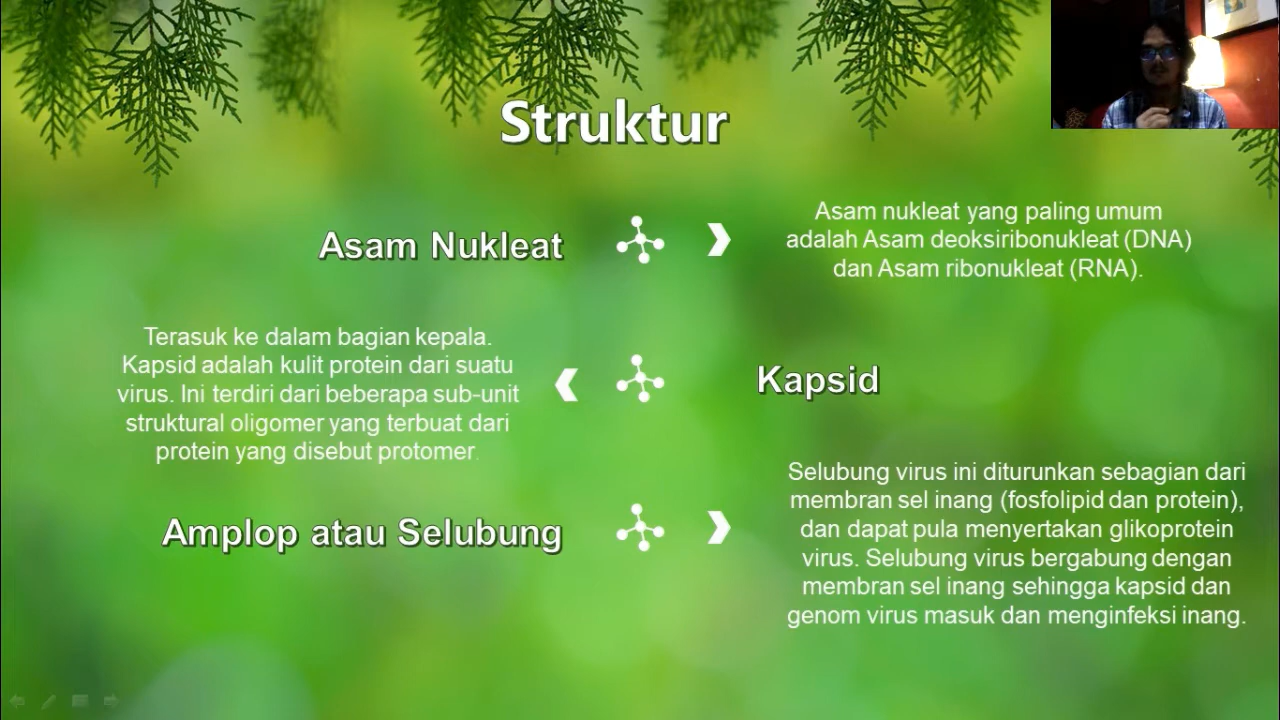 Struktur
Asam Nukleat
Asam nukleat yang paling umum
adalah Asam deoksiribonukleat (DNA)
dan Asam ribonukleat (RNA).
Terasuk ke dalam bagian kepala.
Kapsid adalah kulit protein dari suatu
virus. Ini terdiri dari beberapa sub-unit
struktural oligomer yang terbuat dari
protein yang disebut protomer.
Kapsid
Amplop atau Selubung
Selubung virus ini diturunkan sebagian dari
membran sel inang (fosfolipid dan protein),
dan dapat pula menyertakan glikoprotein
virus. Selubung virus bergabung dengan
membran sel inang sehingga kapsid dan
genom virus masuk dan menginfeksi inang.